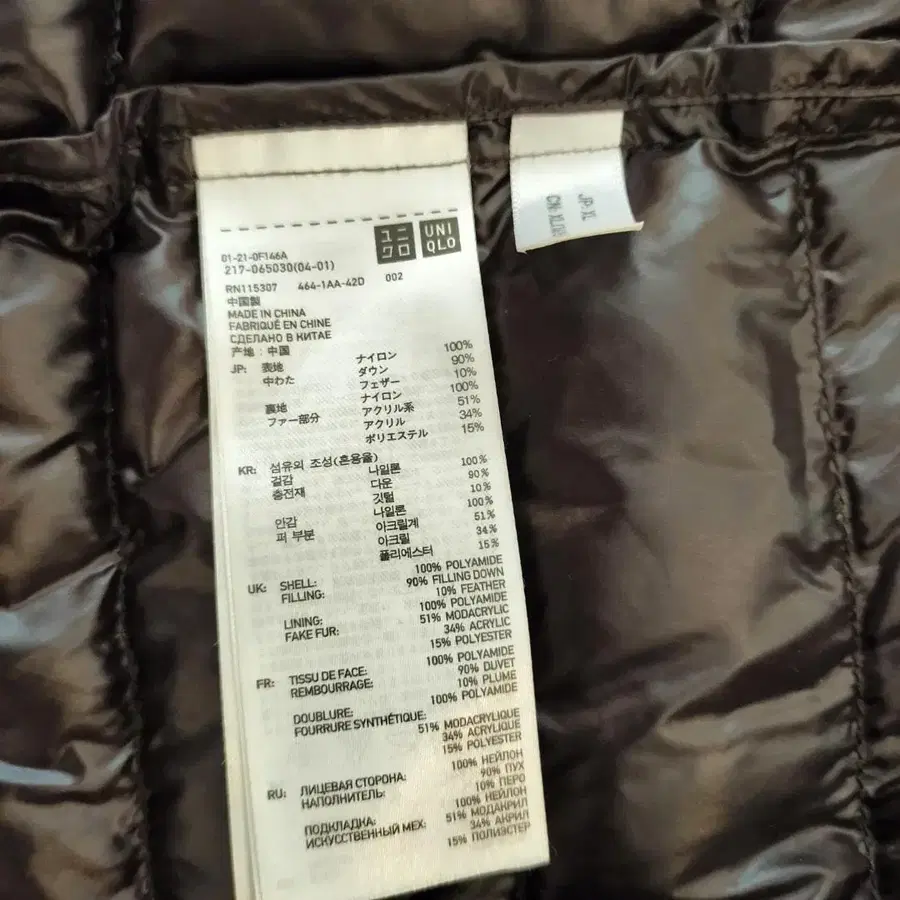 ユニクロ
UNI
QLO
01-21-0F146A
217-065030(04-01)
RN115307 464-1AA-42D 002
中国製
MADE IN CHINA
FABRIQUÉ EN CHINE
СДЕЛАНО В КИТАЕ
产地：中国
JP: 表地 ナイロン 100%
中わた ダウン 90%
フェザー 10%
裏地 ナイロン 100%
ファー部分 アクリル系 51%
アクリル 34%
ポリエステル 15%
KR: 섬유의 조성(혼용율)
겉감 나일론 100%
충전재 다운 90%
깃털 10%
안감 나일론 100%
퍼 부분 아크릴계 51%
아크릴 34%
폴리에스터 15%
UK: SHELL: 100% POLYAMIDE
FILLING: 90% FILLING DOWN
10% FEATHER
LINING: 100% POLYAMIDE
FAKE FUR: 51% MODACRYLIC
34% ACRYLIC
15% POLYESTER
FR: TISSU DE FACE: 100% POLYAMIDE
REMBOURRAGE: 90% DUVET
10% PLUME
DOUBLURE: 100% POLYAMIDE
FOURRURE SYNTHÉTIQUE: 51% MODACRYLIQUE
34% ACRYLIQUE
15% POLYESTER
RU: ЛИЦЕВАЯ СТОРОНА: 100% НЕЙЛОН
НАПОЛНИТЕЛЬ: 90% ПУХ
10% ПЕРО
ПОДКЛАДКА: 100% НЕЙЛОН
ИСКУССТВЕННЫЙ МЕХ: 51% МОДАКРИЛ
34% АКРИЛ
15% ПОЛИЭСТЕР
JP:XL